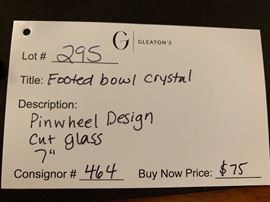 G GLEATON'S
Lot # 295
Title: Footed bowl crystal
Description:
Pinwheel Design
Cut glass
7"
Consignor # 464 Buy Now Price: $75